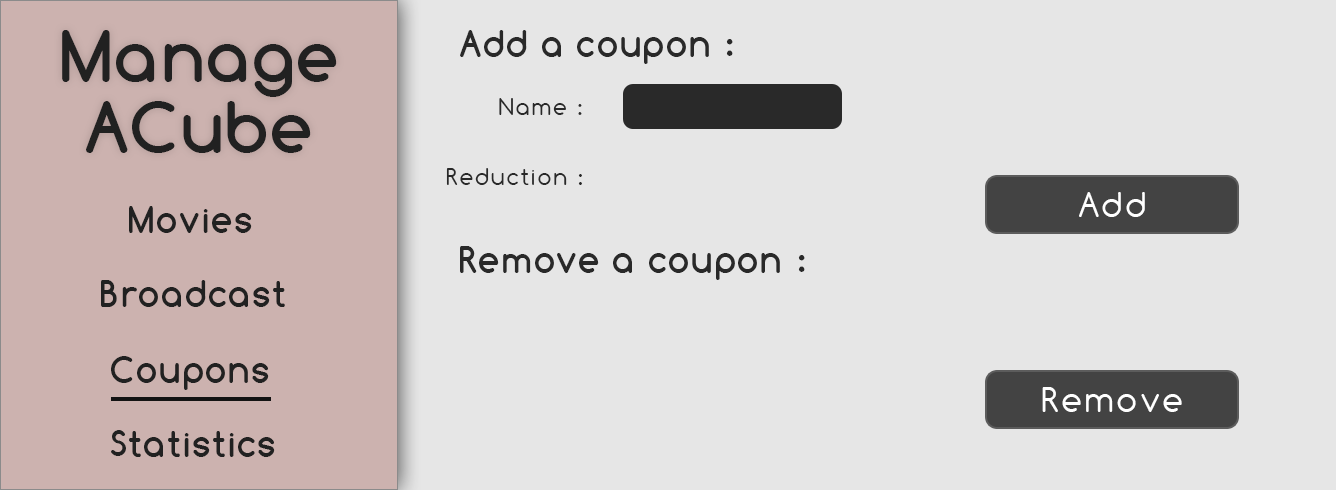 Manage
ACube
Movies
Broadcast
Coupons
Statistics
Add a coupon :
Name :
Reduction :
Add
Remove a coupon :
Remove